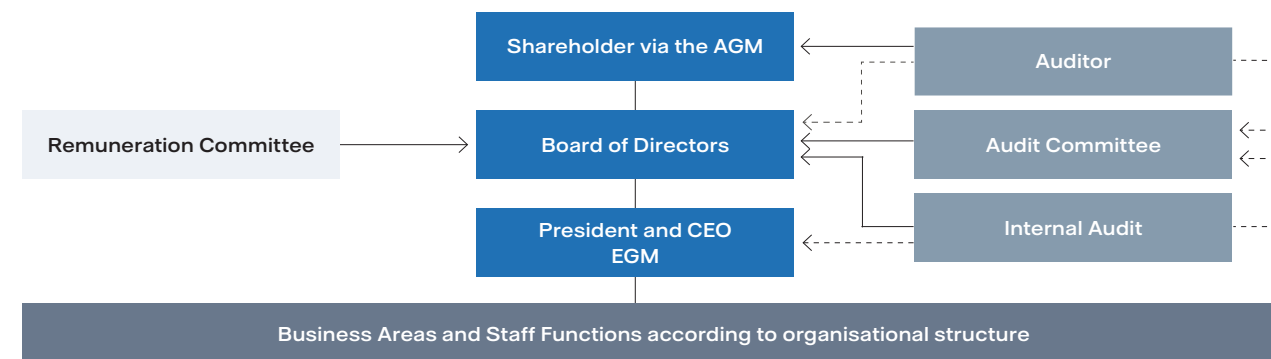 Shareholder via the AGM
Auditor
Remuneration Committee
Board of Directors
Audit Committee
President and CEO
EGM
Internal Audit
Business Areas and Staff Functions according to organisational structure